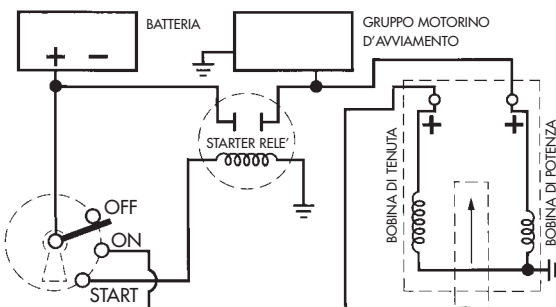 BATTERIA
GRUPPO MOTORINO
D'AVVIAMENTO
+ –
STARTER RELE'
+ +
BOBINA DI TENUTA
BOBINA DI POTENZA
OFF
ON
START